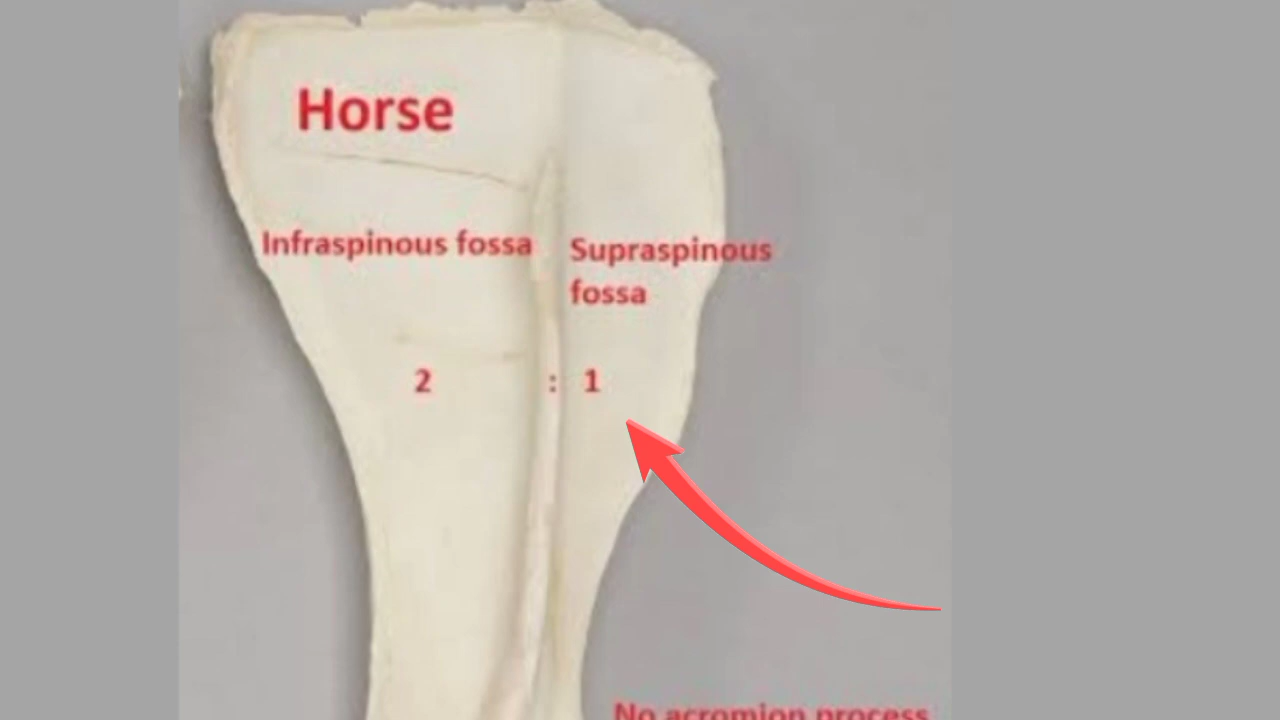 Horse
Infraspinous fossa
Supraspinous
fossa
2 : 1
No acromion process